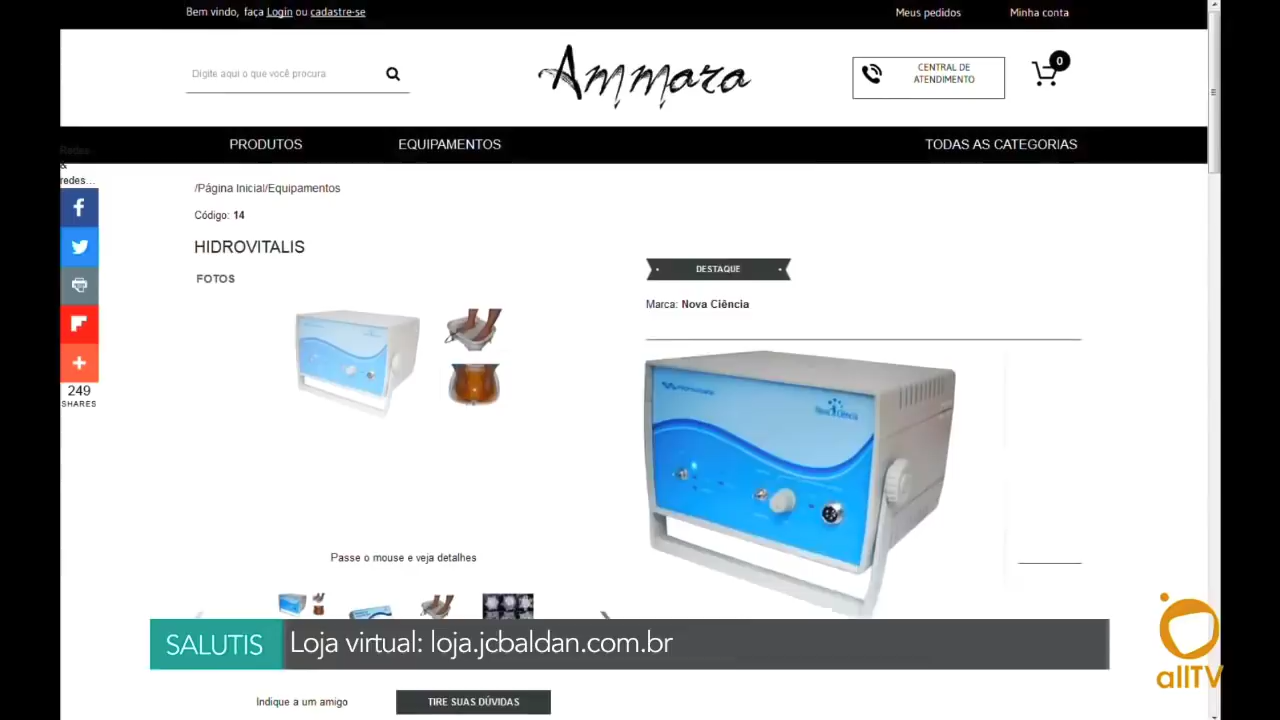 Bem vindo, faça Login ou cadastre-se
Meus pedidos
Minha conta
Digite aqui o que você procura
Ammara
CENTRAL DE
ATENDIMENTO
0
PRODUTOS
EQUIPAMENTOS
TODAS AS CATEGORIAS
Redes
&
redes...
/Página Inicial/Equipamentos
Código: 14
HIDROVITALIS
FOTOS
DESTAQUE
Marca: Nova Ciência
249
SHARES
Passe o mouse e veja detalhes
SALUTIS
Loja virtual: loja.jcbaldan.com.br
allTV
Indique a um amigo
TIRE SUAS DÚVIDAS